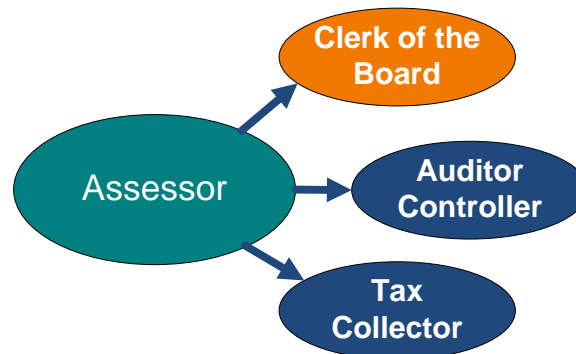 Clerk of the
Board
Assessor
Auditor
Controller
Tax
Collector